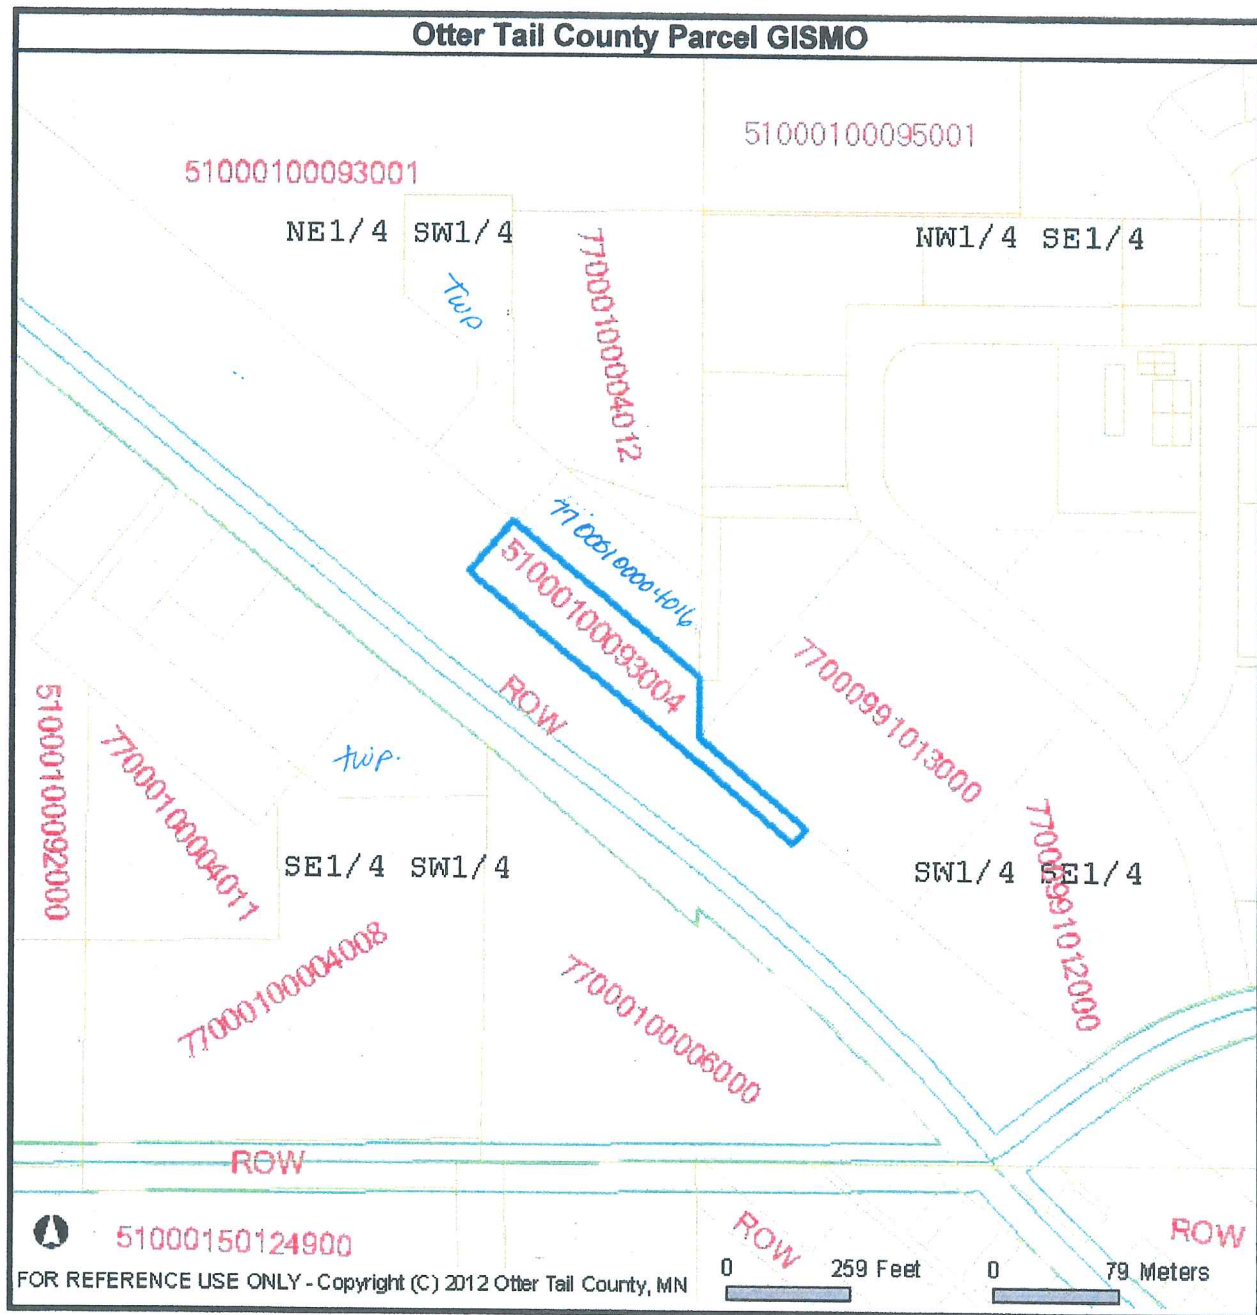 Otter Tail County Parcel GISMO
51000100093001
51000100095001
NE1/4 SW1/4
NW1/4 SE1/4
Twp
77000100004012
77000100004016
51000100093004
ROW
77000991013000
51000100092000
77000100004011
twp.
SE1/4 SW1/4
SW1/4 SE1/4
77000991012000
77000100004008
77000100006000
ROW
51000150124900
ROW
ROW
0 259 Feet
0 79 Meters
FOR REFERENCE USE ONLY - Copyright (C) 2012 Otter Tail County, MN